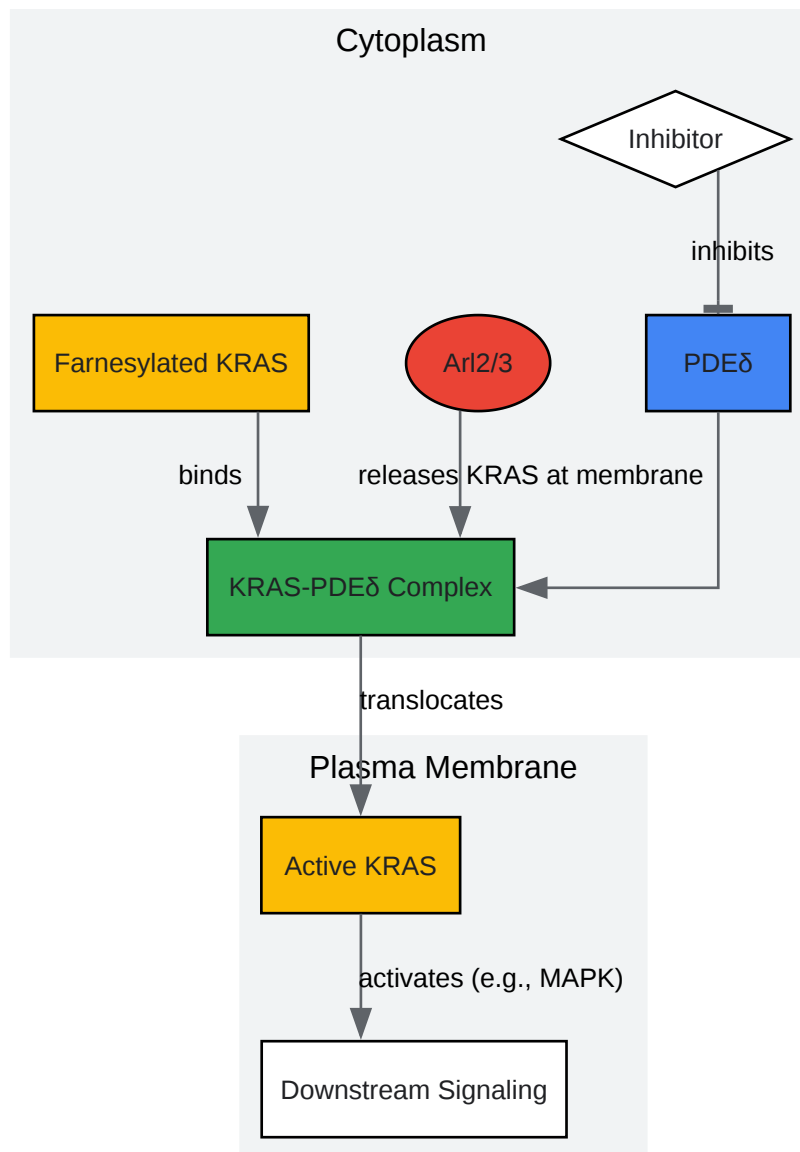 Cytoplasm
Inhibitor
inhibits
Farnesylated KRAS
Arl2/3
PDEδ
binds
releases KRAS at membrane
KRAS-PDEδ Complex
translocates
Plasma Membrane
Active KRAS
activates (e.g., MAPK)
Downstream Signaling